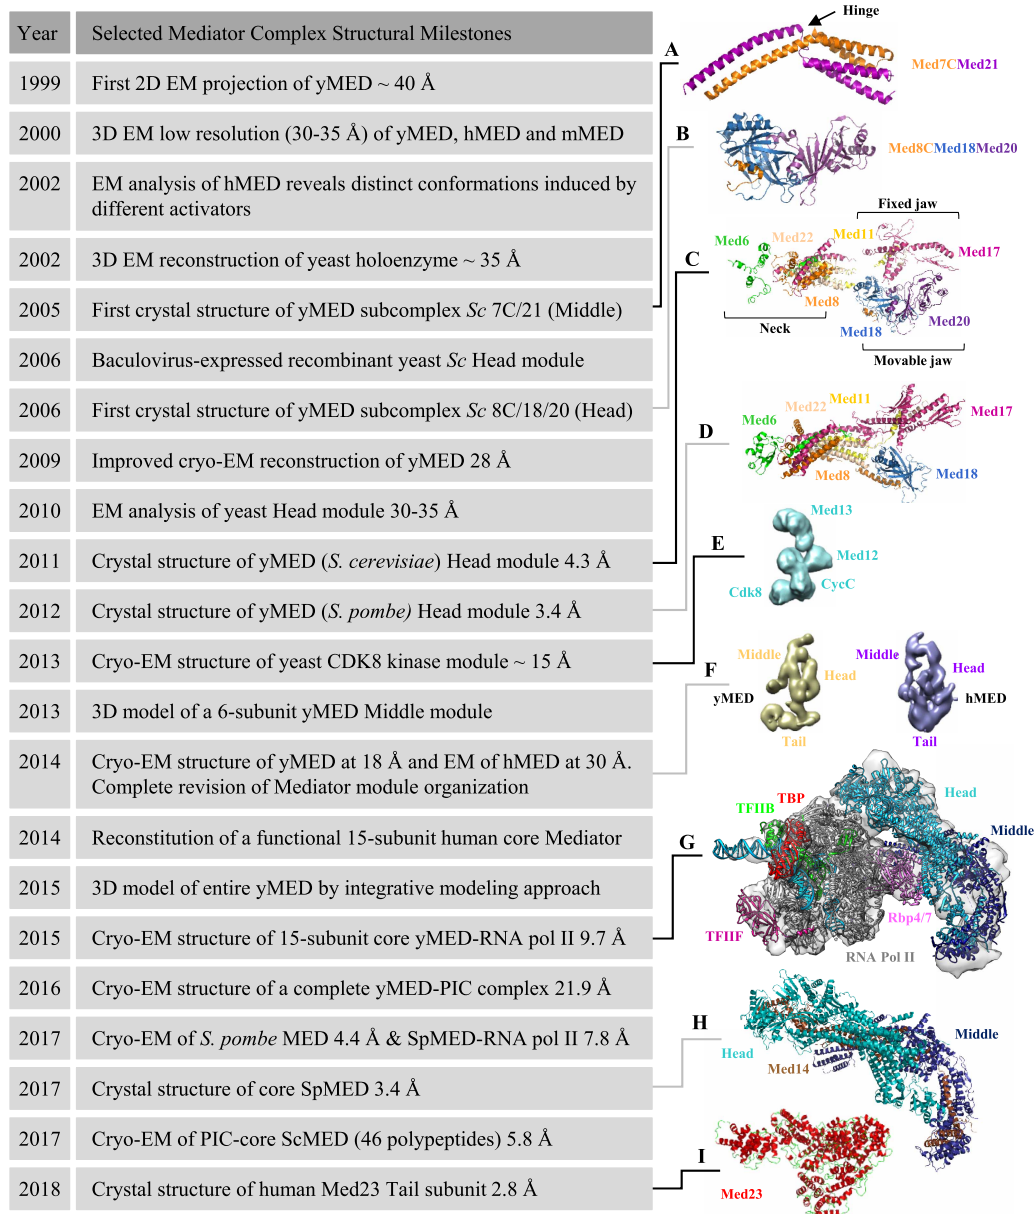 Year Selected Mediator Complex Structural Milestones
1999 First 2D EM projection of yMED ~ 40 Å
2000 3D EM low resolution (30-35 Å) of yMED, hMED and mMED
2002 EM analysis of hMED reveals distinct conformations induced by
different activators
2002 3D EM reconstruction of yeast holoenzyme ~ 35 Å
2005 First crystal structure of yMED subcomplex Sc 7C/21 (Middle)
2006 Baculovirus-expressed recombinant yeast Sc Head module
2006 First crystal structure of yMED subcomplex Sc 8C/18/20 (Head)
2009 Improved cryo-EM reconstruction of yMED 28 Å
2010 EM analysis of yeast Head module 30-35 Å
2011 Crystal structure of yMED (S. cerevisiae) Head module 4.3 Å
2012 Crystal structure of yMED (S. pombe) Head module 3.4 Å
2013 Cryo-EM structure of yeast CDK8 kinase module ~ 15 Å
2013 3D model of a 6-subunit yMED Middle module
2014 Cryo-EM structure of yMED at 18 Å and EM of hMED at 30 Å.
Complete revision of Mediator module organization
2014 Reconstitution of a functional 15-subunit human core Mediator
2015 3D model of entire yMED by integrative modeling approach
2015 Cryo-EM structure of 15-subunit core yMED-RNA pol II 9.7 Å
2016 Cryo-EM structure of a complete yMED-PIC complex 21.9 Å
2017 Cryo-EM of S. pombe MED 4.4 Å & SpMED-RNA pol II 7.8 Å
2017 Crystal structure of core SpMED 3.4 Å
2017 Cryo-EM of PIC-core ScMED (46 polypeptides) 5.8 Å
2018 Crystal structure of human Med23 Tail subunit 2.8 Å
A
Hinge
Med7CMed21
B
Med8CMed18Med20
C
Fixed jaw
Med6 Med22 Med11
Med17
Med8
Neck
Med18 Med20
Movable jaw
D
Med22 Med11
Med6 Med17
Med8 Med18
E
Med13
Med12
Cdk8 CycC
F
Middle Head
yMED
Tail
Middle Head
hMED
Tail
G
TFIIB TBP
Head
Middle
Rbp4/7
TFIIF
RNA Pol II
H
Head
Med14
Middle
I
Med23